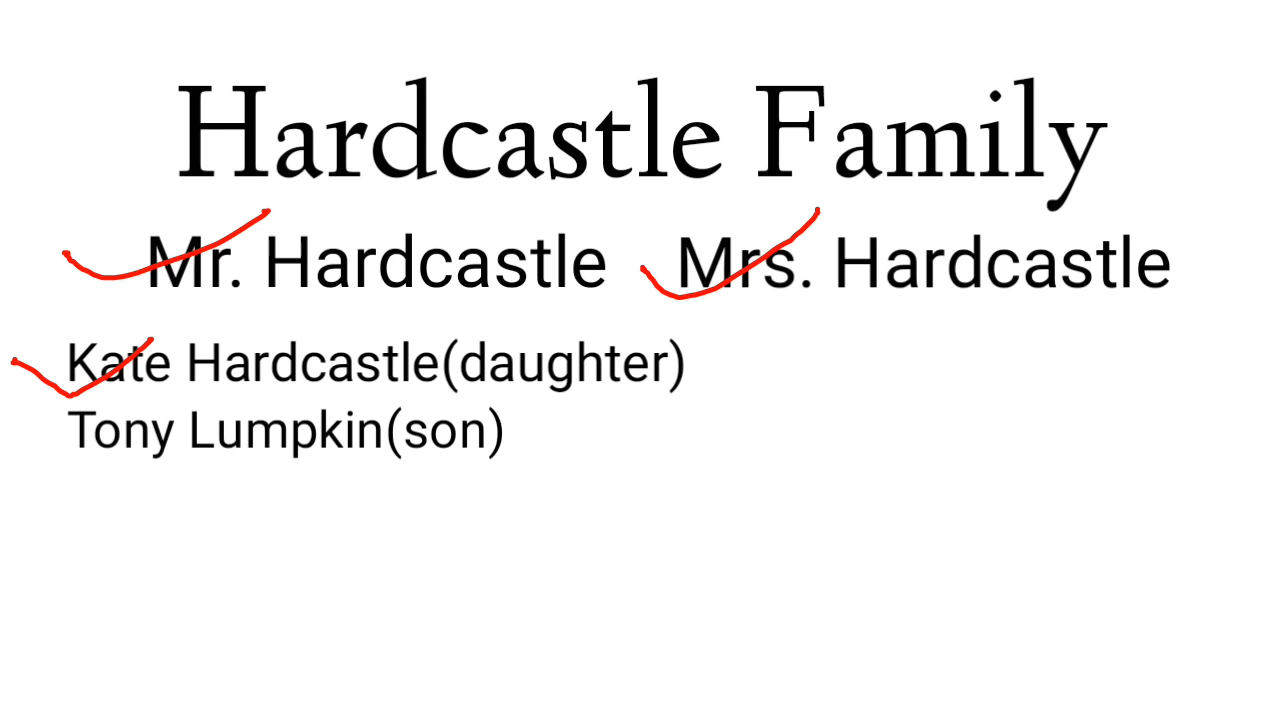 Hardcastle Family
Mr. Hardcastle Mrs. Hardcastle
Kate Hardcastle(daughter)
Tony Lumpkin(son)